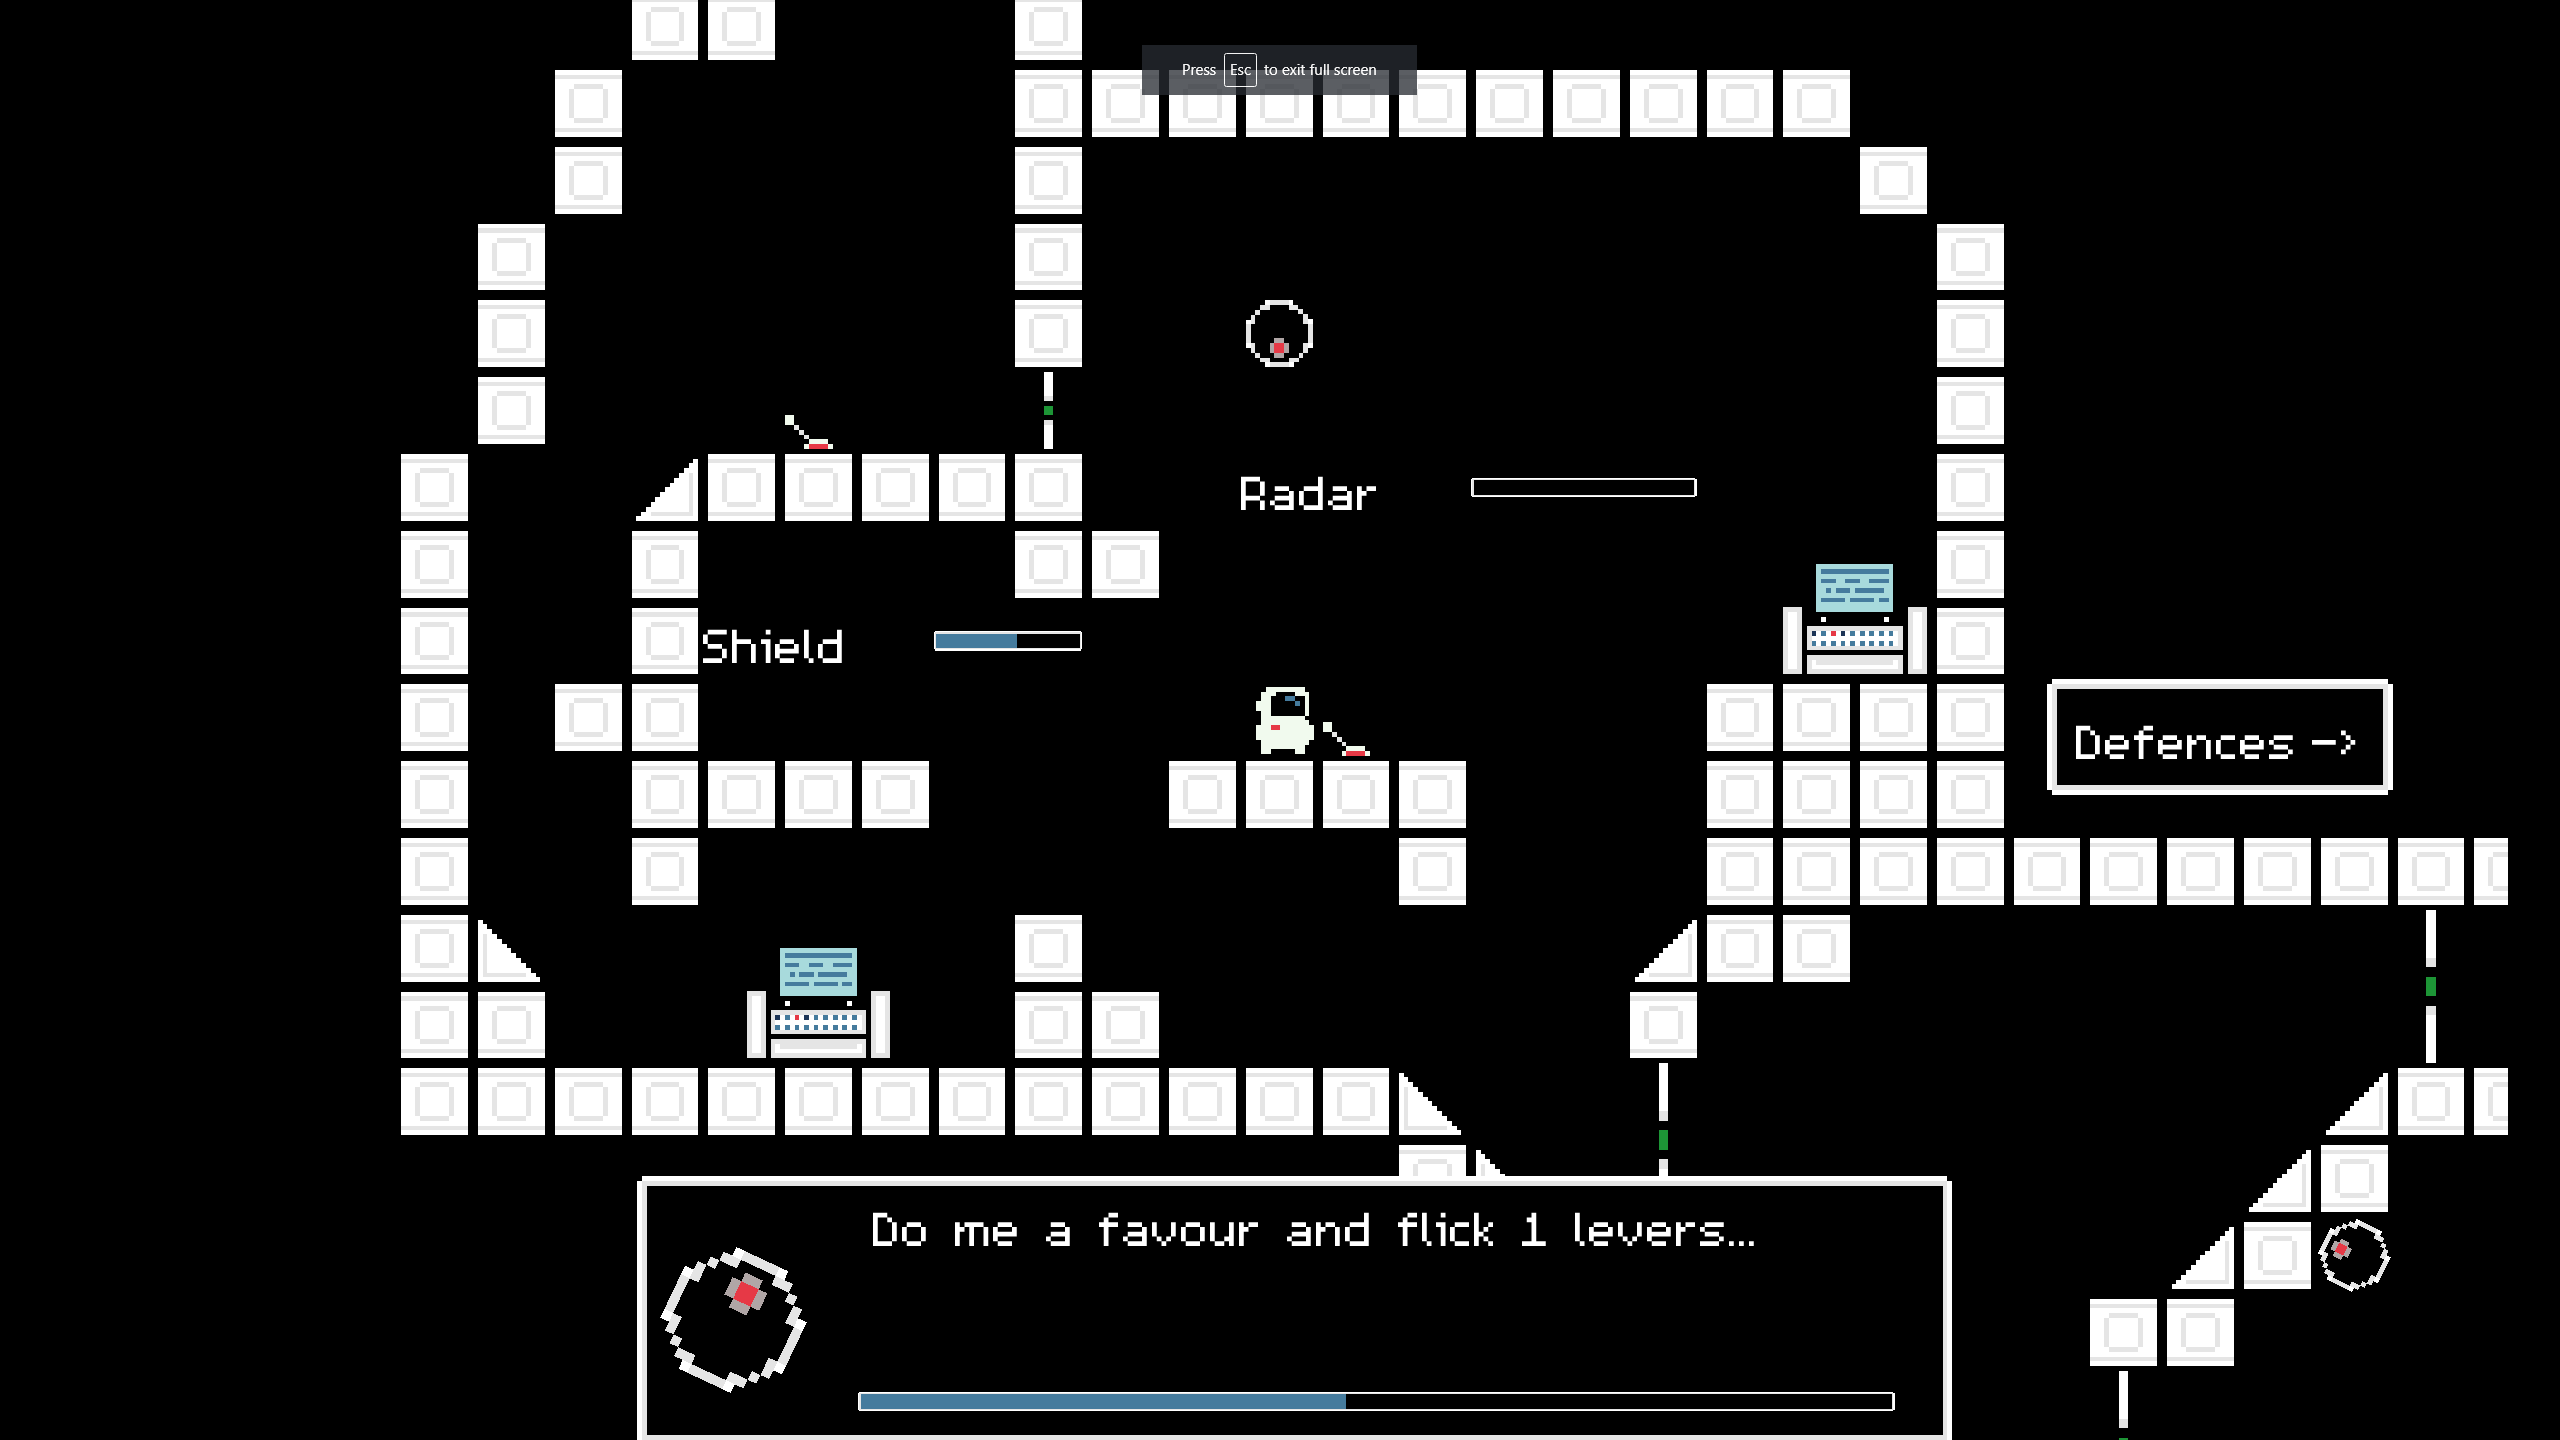 Press Esc to exit full screen
Radar
Shield
Defences ->
Do me a favour and flick 1 levers...